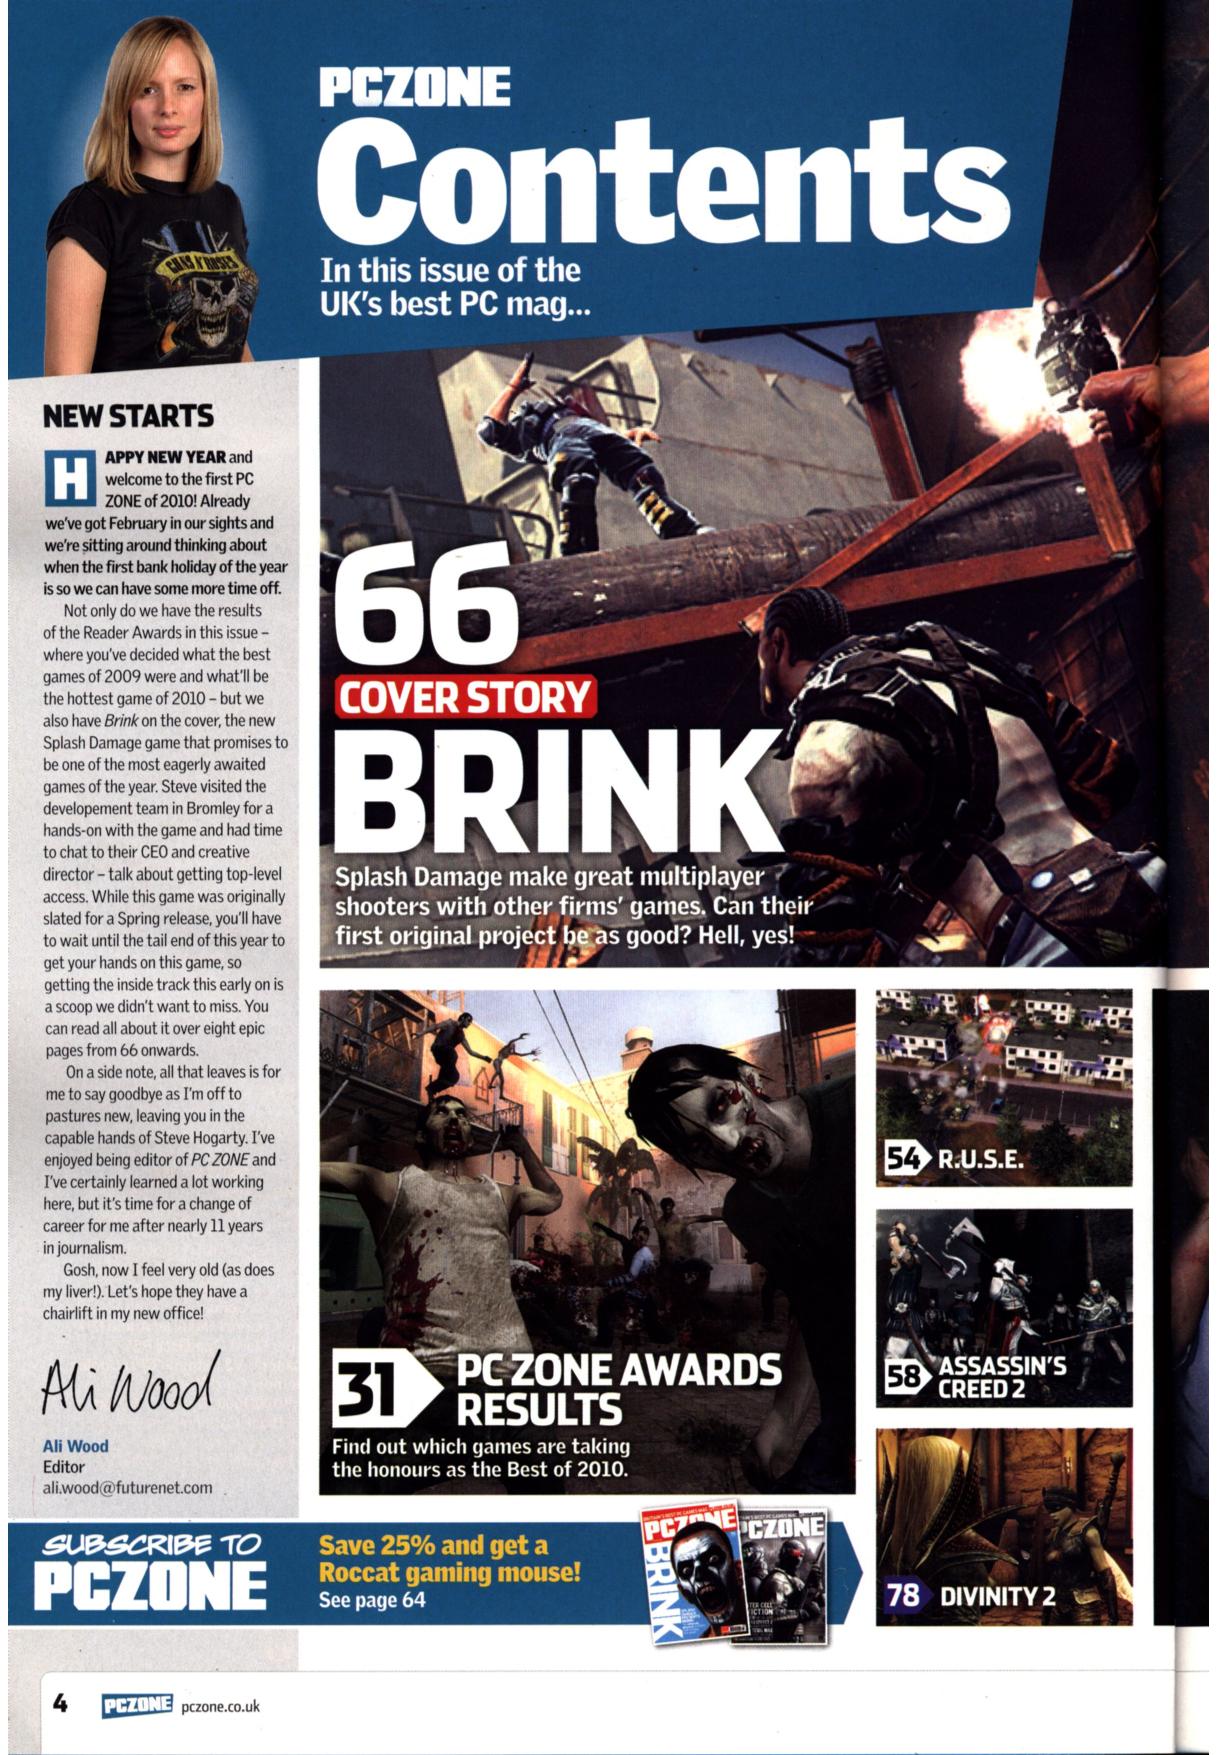 PCZONE
Contents
In this issue of the
UK's best PC mag...
GUNS N' ROSES
NEW STARTS
HAPPY NEW YEAR and
welcome to the first PC
ZONE of 2010! Already
we've got February in our sights and
we're sitting around thinking about
when the first bank holiday of the year
is so we can have some more time off.
Not only do we have the results
of the Reader Awards in this issue –
where you've decided what the best
games of 2009 were and what'll be
the hottest game of 2010 – but we
also have Brink on the cover, the new
Splash Damage game that promises to
be one of the most eagerly awaited
games of the year. Steve visited the
developement team in Bromley for a
hands-on with the game and had time
to chat to their CEO and creative
director – talk about getting top-level
access. While this game was originally
slated for a Spring release, you'll have
to wait until the tail end of this year to
get your hands on this game, so
getting the inside track this early on is
a scoop we didn't want to miss. You
can read all about it over eight epic
pages from 66 onwards.
On a side note, all that leaves is for
me to say goodbye as I'm off to
pastures new, leaving you in the
capable hands of Steve Hogarty. I've
enjoyed being editor of PC ZONE and
I've certainly learned a lot working
here, but it's time for a change of
career for me after nearly 11 years
in journalism.
Gosh, now I feel very old (as does
my liver!). Let's hope they have a
chairlift in my new office!
Ali Wood
Ali Wood
Editor
ali.wood@futurenet.com
66
COVER STORY
BRINK
Splash Damage make great multiplayer
shooters with other firms' games. Can their
first original project be as good? Hell, yes!
31 PC ZONE AWARDS
RESULTS
Find out which games are taking
the honours as the Best of 2010.
54 R.U.S.E.
58 ASSASSIN'S
CREED 2
78 DIVINITY 2
SUBSCRIBE TO
PCZONE
Save 25% and get a
Roccat gaming mouse!
See page 64
PCZONE
BRINK
PCZONE
4 PCZONE pczone.co.uk